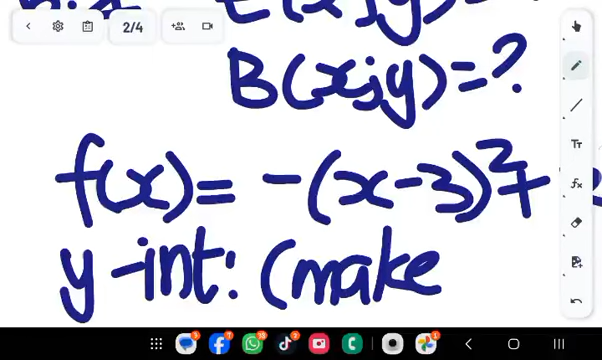 2/4
B(x;y)=?
f(x)= -(x-3)²+
y-int: (make